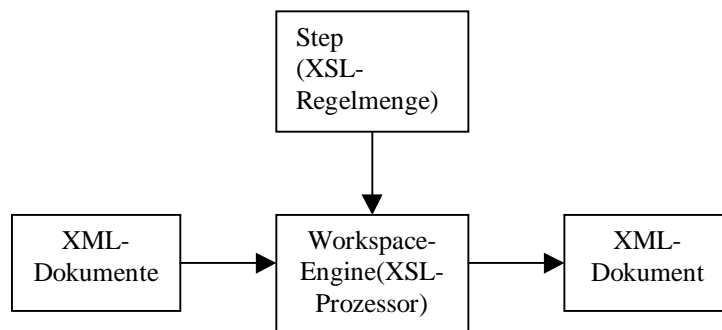 Step
(XSL-
Regelmenge)
XML-
Dokumente
Workspace-
Engine(XSL-
Prozessor)
XML-
Dokument